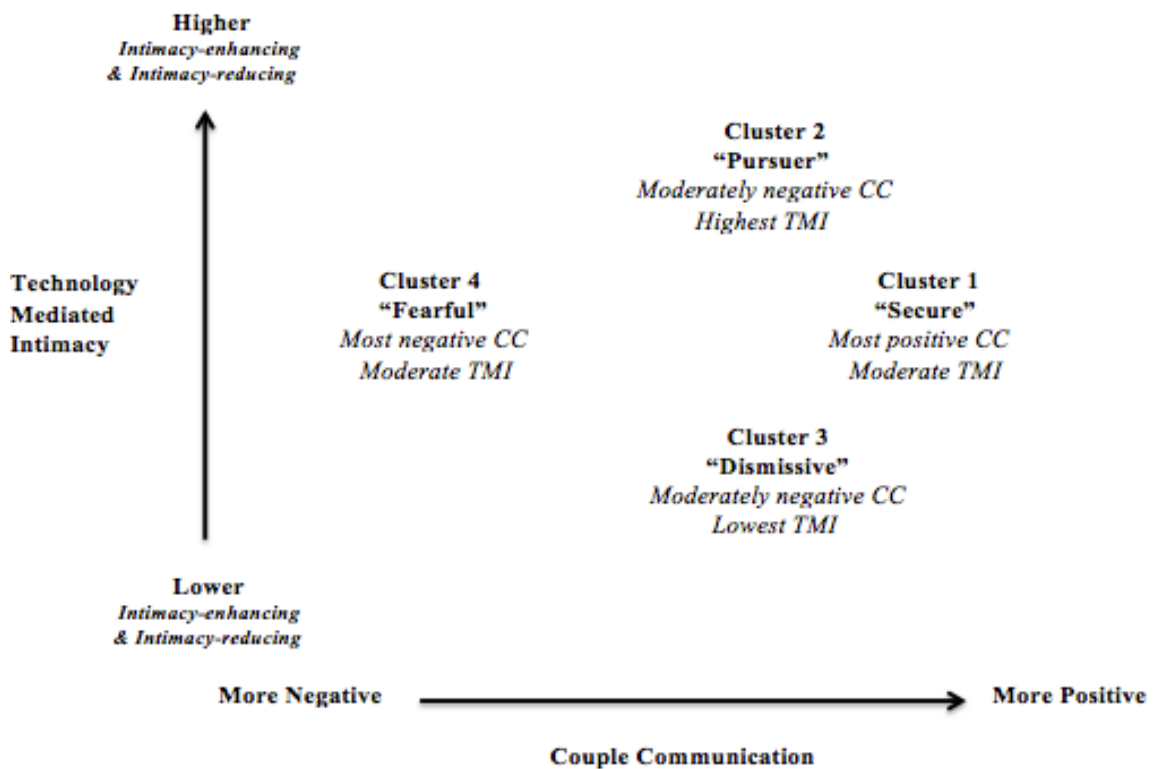 Higher
Intimacy-enhancing
& Intimacy-reducing
Cluster 2
“Pursuer”
Moderately negative CC
Highest TMI
Technology
Mediated
Intimacy
Cluster 4
“Fearful”
Most negative CC
Moderate TMI
Cluster 1
“Secure”
Most positive CC
Moderate TMI
Cluster 3
“Dismissive”
Moderately negative CC
Lowest TMI
Lower
Intimacy-enhancing
& Intimacy-reducing
More Negative
More Positive
Couple Communication